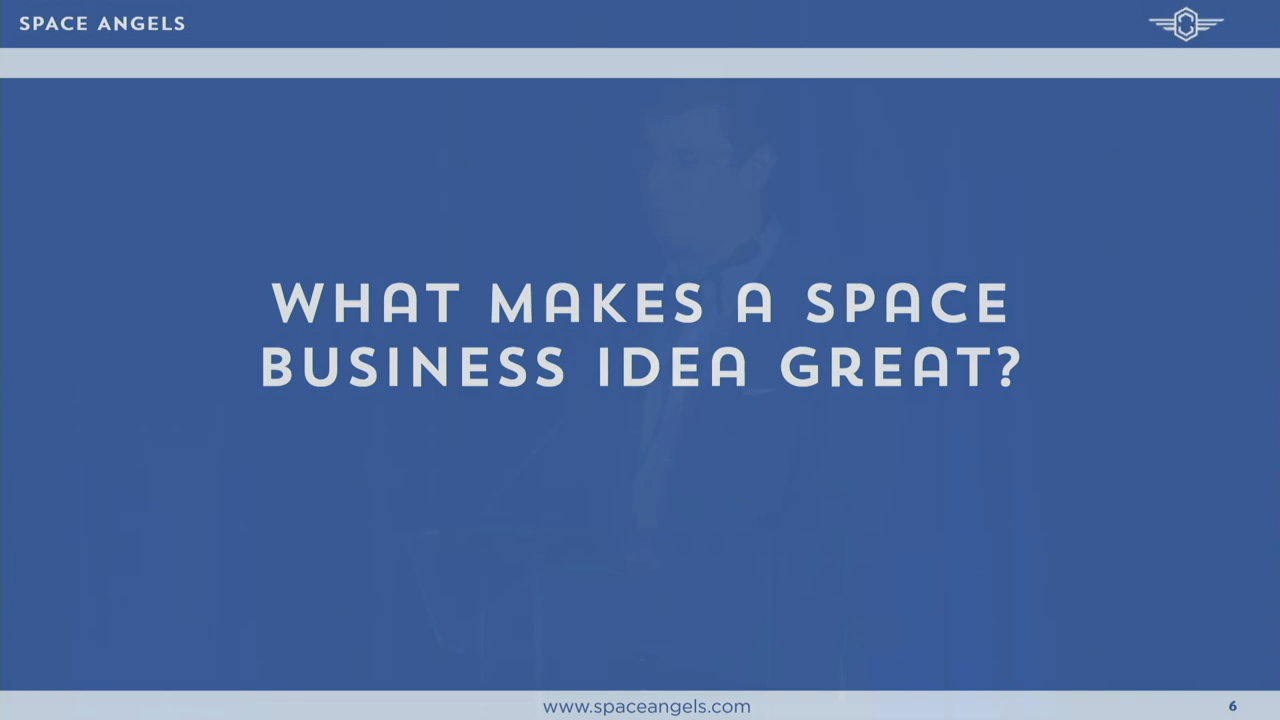 SPACE ANGELS
WHAT MAKES A SPACE
BUSINESS IDEA GREAT?
www.spaceangels.com
6